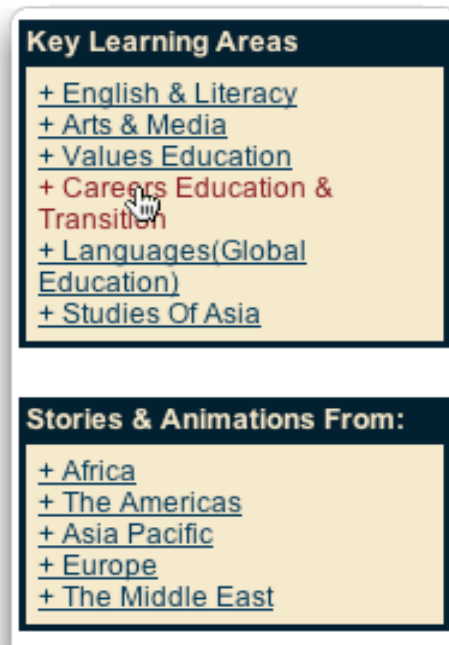 Key Learning Areas
+ English & Literacy
+ Arts & Media
+ Values Education
+ Careers Education &
Transition
+ Languages(Global
Education)
+ Studies Of Asia
Stories & Animations From:
+ Africa
+ The Americas
+ Asia Pacific
+ Europe
+ The Middle East